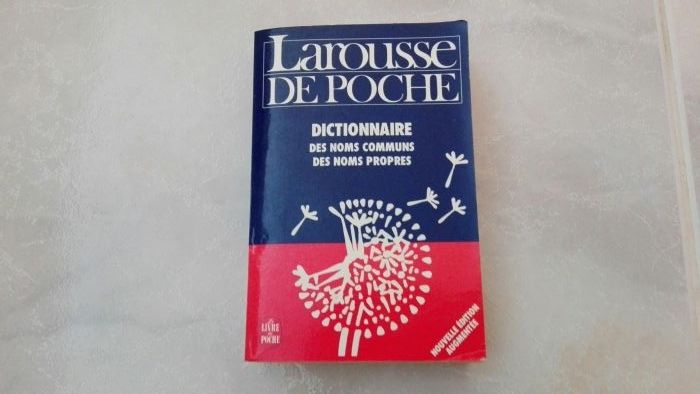 Larousse
DE POCHE
DICTIONNAIRE
DES NOMS COMMUNS
DES NOMS PROPRES
LE
LIVRE
DE
POCHE
NOUVELLE ÉDITION
AUGMENTÉE